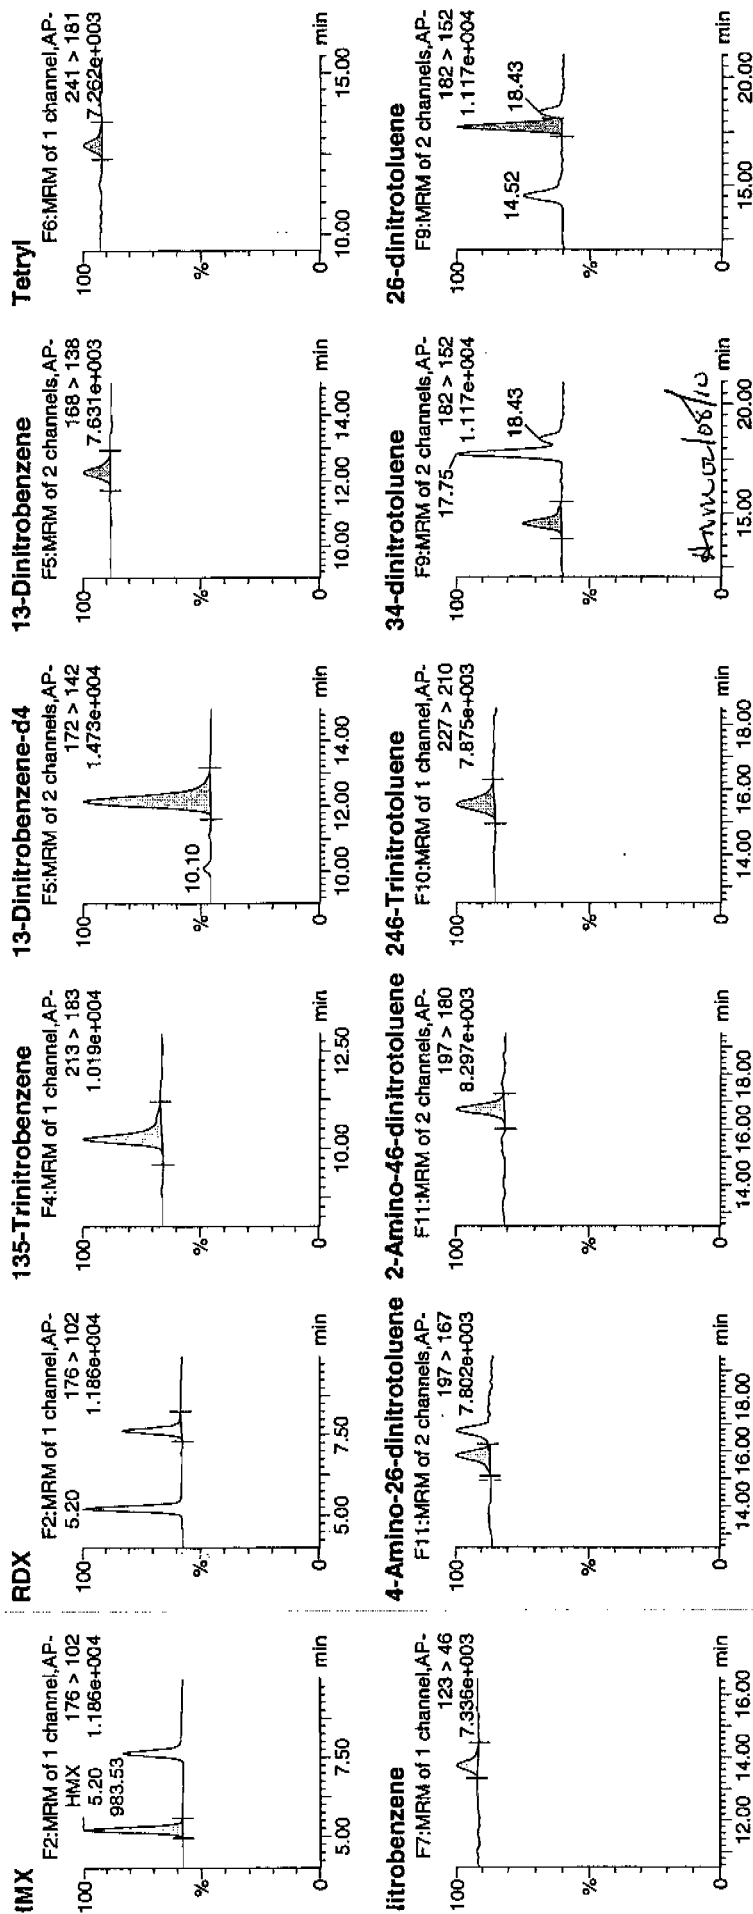 HMX
F2:MRM of 1 channel,AP-
HMX
176 > 102
5.20
1.186e+004
983.53
100
%
0
5.00
7.50
min
RDX
F2:MRM of 1 channel,AP-
5.20
176 > 102
1.186e+004
100
%
0
5.00
7.50
min
135-Trinitrobenzene
F4:MRM of 1 channel,AP-
213 > 183
1.019e+004
100
%
0
10.00
12.50
min
13-Dinitrobenzene-d4
F5:MRM of 2 channels,AP-
172 > 142
1.473e+004
100
10.10
%
0
10.00
12.00
14.00
min
13-Dinitrobenzene
F5:MRM of 2 channels,AP-
168 > 138
7.631e+003
100
%
0
10.00
12.00
14.00
min
Tetryl
F6:MRM of 1 channel,AP-
241 > 181
7.262e+003
100
%
0
10.00
15.00
min
litrobenzene
F7:MRM of 1 channel,AP-
123 > 46
7.336e+003
100
%
0
12.00
14.00
16.00
min
4-Amino-26-dinitrotoluene
F11:MRM of 2 channels,AP-
197 > 167
7.802e+003
100
%
0
14.00
16.00
18.00
min
2-Amino-46-dinitrotoluene
F11:MRM of 2 channels,AP-
197 > 180
8.297e+003
100
%
0
14.00
16.00
18.00
min
246-Trinitrotoluene
F10:MRM of 1 channel,AP-
227 > 210
7.875e+003
100
%
0
14.00
16.00
18.00
min
34-dinitrotoluene
F9:MRM of 2 channels,AP-
17.75
182 > 152
1.117e+004
100
18.43
%
0
15.00
20.00
min
26-dinitrotoluene
F9:MRM of 2 channels,AP-
182 > 152
1.117e+004
100
14.52
18.43
%
0
15.00
20.00
min